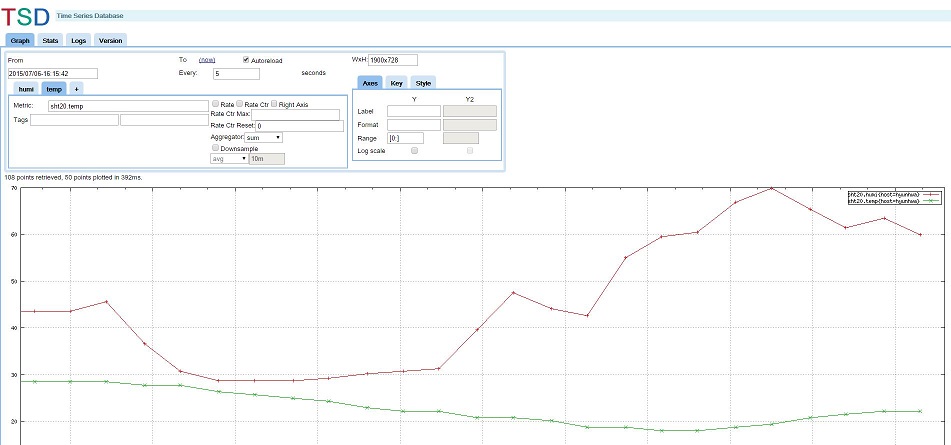 TSD Time Series Database
Graph Stats Logs Version
From To (now) Autoreload WxH: 1900x728
2015/07/06-16:15:42 Every: 5 seconds
humi temp +
Axes Key Style
Metric: sht20.temp Rate Rate Ctr Right Axis
Y Y2
Tags Rate Ctr Max:
Label
Rate Ctr Reset: 0
Format
Aggregator: sum
Range [0:]
Downsample
Log scale
avg 10m
108 points retrieved, 50 points plotted in 392ms.
70
sht20.humi{host=hyunhwa}
sht20.temp{host=hyunhwa}
60
50
40
30
20